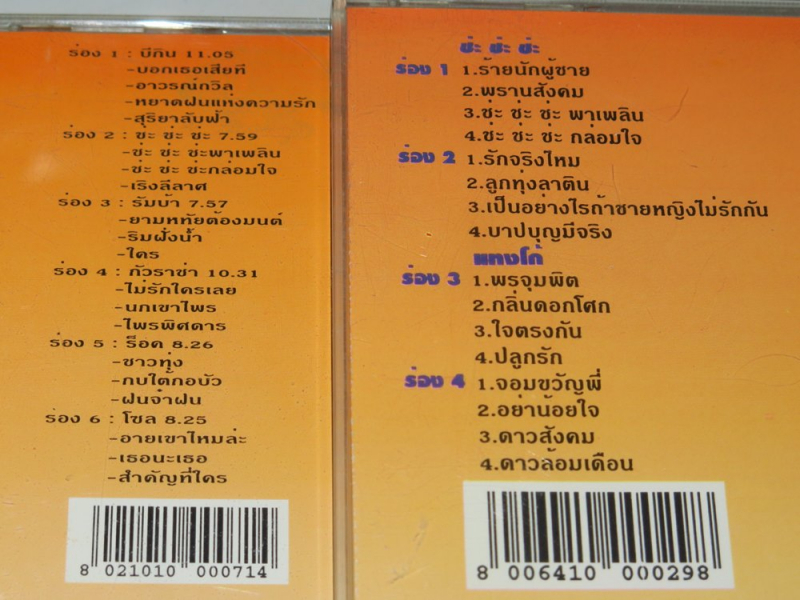 ร่อง 1 : บีกิน 11.05
-บอกเธอเสียที
-อาวรณ์ถวิล
-หยาดฝนแห่งความรัก
-สุริยาลับฟ้า
ร่อง 2 : ช่ะ ช่ะ ช่ะ 7.59
-ช่ะ ช่ะ ช่ะพาเพลิน
-ช่ะ ช่ะ ช่ะกล่อมใจ
-เริงลีลาศ
ร่อง 3 : รัมบ้า 7.57
-ยามหทัยต้องมนต์
-ริมฝั่งน้ำ
-ใคร
ร่อง 4 : กัวราช่า 10.31
-ไม่รักใครเลย
-นกเขาไพร
-ไพรพิศดาร
ร่อง 5 : ร็อค 8.26
-ชาวทุ่ง
-กบใต้กอบัว
-ฝนจ๋าฝน
ร่อง 6 : โซล 8.25
-อายเขาไหมล่ะ
-เธอนะเธอ
-สำคัญที่ใคร
8 021010 000714
ช่ะ ช่ะ ช่ะ
ร่อง 1 1.ร้ายนักผู้ชาย
2.พรานสังคม
3.ช่ะ ช่ะ ช่ะ พาเพลิน
4.ช่ะ ช่ะ ช่ะ กล่อมใจ
ร่อง 2 1.รักจริงไหม
2.ลูกทุ่งลาติน
3.เป็นอย่างไรถ้าชายหญิงไม่รักกัน
4.บาปบุญมีจริง
แทงโก้
ร่อง 3 1.พรจุมพิต
2.กลิ่นดอกโศก
3.ใจตรงกัน
4.ปลูกรัก
ร่อง 4 1.จอมขวัญพี่
2.อย่าน้อยใจ
3.ดาวสังคม
4.ดาวล้อมเดือน
8 006410 000298